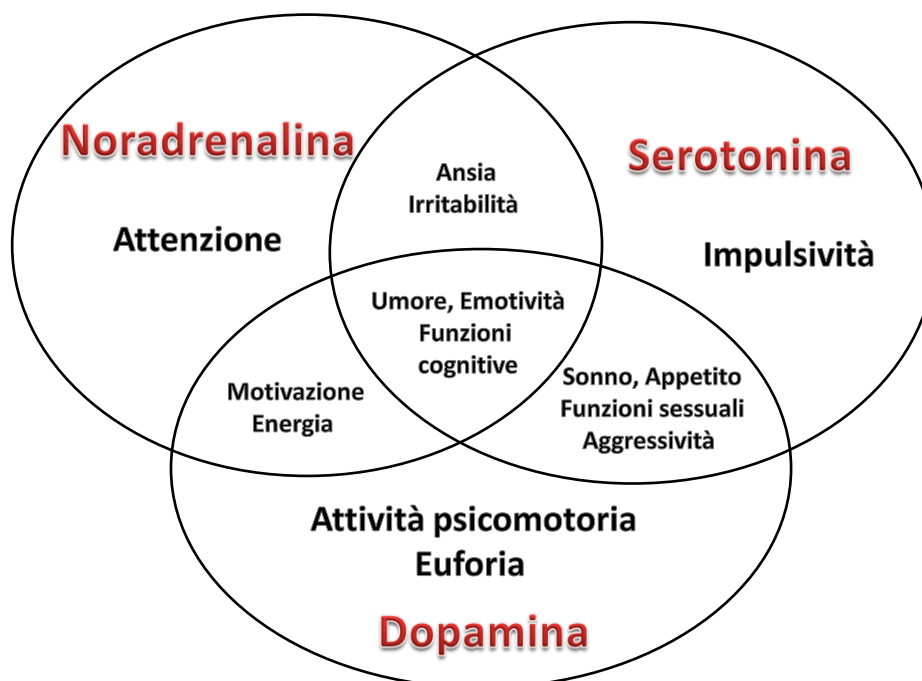 Noradrenalina
Attenzione
Ansia
Irritabilità
Serotonina
Impulsività
Umore, Emotività
Funzioni
cognitive
Motivazione
Energia
Sonno, Appetito
Funzioni sessuali
Aggressività
Attività psicomotoria
Euforia
Dopamina